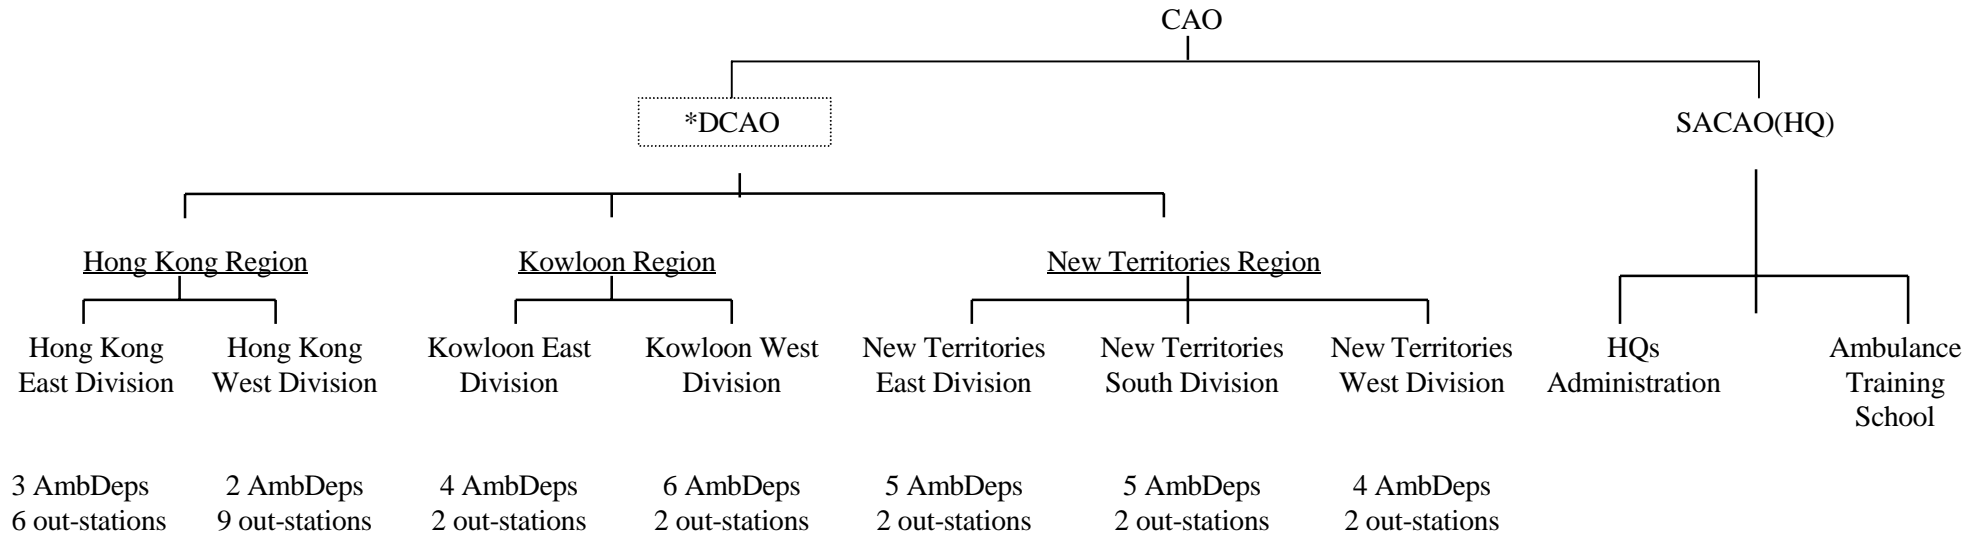 CAO
*DCAO
SACAO(HQ)
Hong Kong Region
Kowloon Region
New Territories Region
Hong Kong
East Division
Hong Kong
West Division
Kowloon East
Division
Kowloon West
Division
New Territories
East Division
New Territories
South Division
New Territories
West Division
HQs
Administration
Ambulance
Training
School
3 AmbDeps
6 out-stations
2 AmbDeps
9 out-stations
4 AmbDeps
2 out-stations
6 AmbDeps
2 out-stations
5 AmbDeps
2 out-stations
5 AmbDeps
2 out-stations
4 AmbDeps
2 out-stations